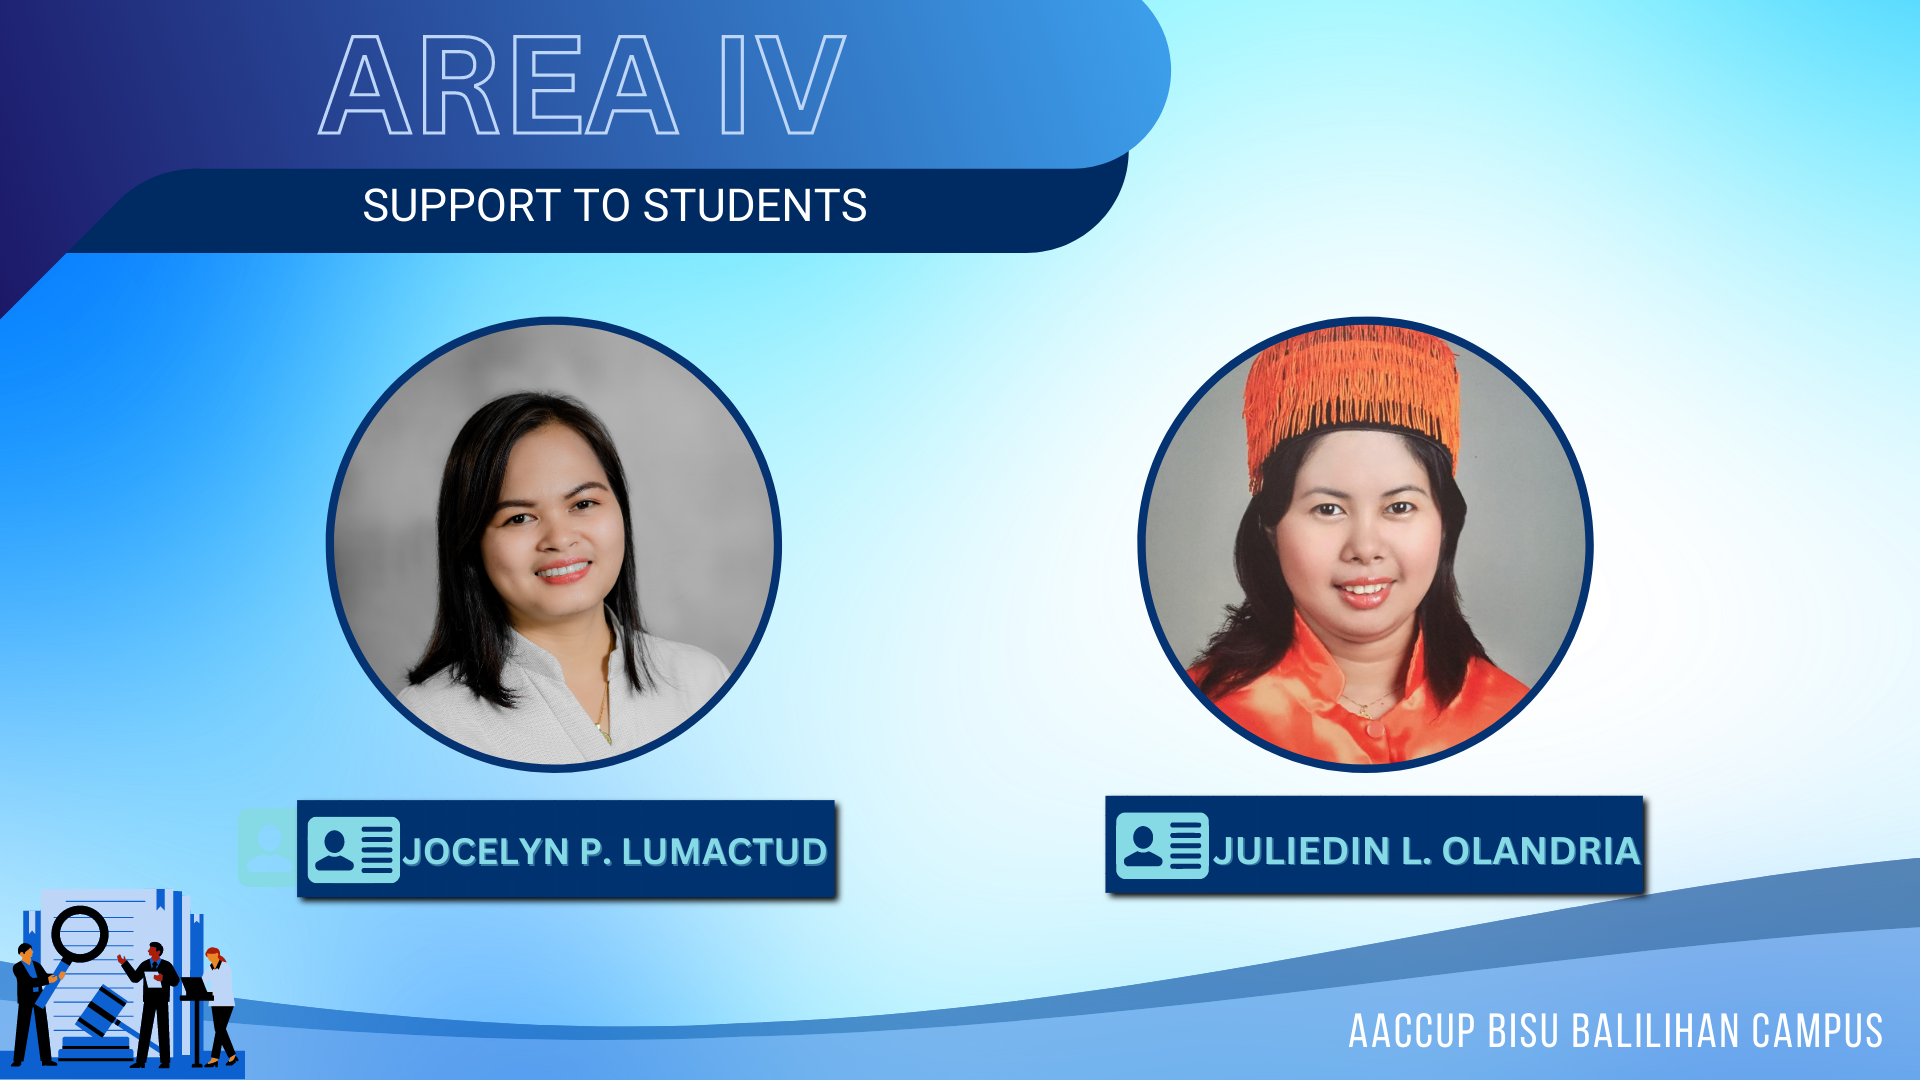 AREA IV
SUPPORT TO STUDENTS
JOCELYN P. LUMACTUD
JULIEDIN L. OLANDRIA
AACCUP BISU BALILIHAN CAMPUS